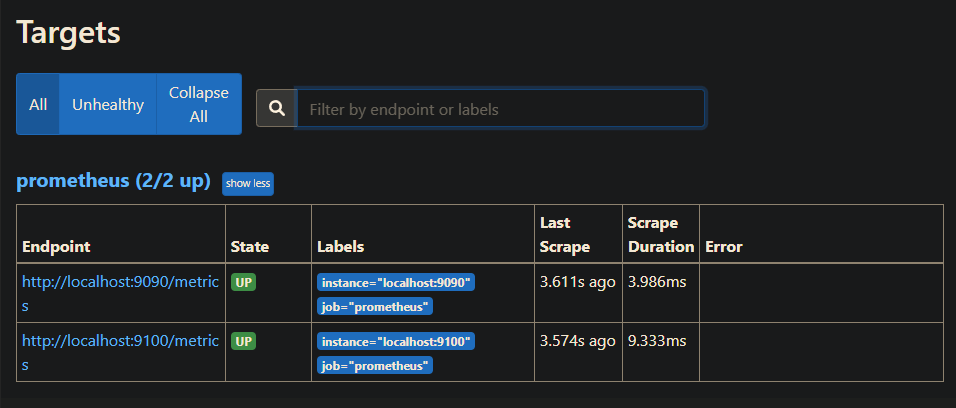 Targets
All
Unhealthy
Collapse
All
Filter by endpoint or labels
prometheus (2/2 up) show less
Endpoint State Labels Last Scrape Scrape Duration Error
http://localhost:9090/metric
s
UP
instance="localhost:9090"
job="prometheus"
3.611s ago
3.986ms
http://localhost:9100/metric
s
UP
instance="localhost:9100"
job="prometheus"
3.574s ago
9.333ms